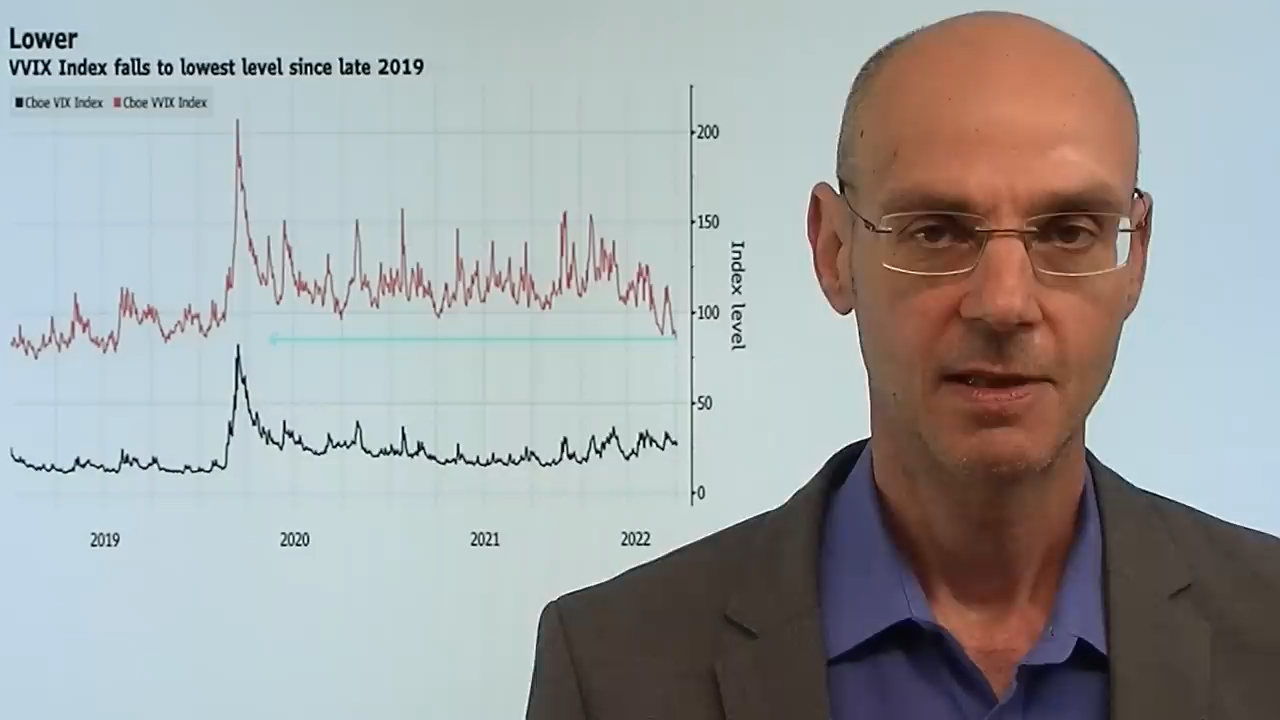 Lower
VVIX Index falls to lowest level since late 2019
Cboe VIX Index Cboe VVIX Index
200
150
100
50
0
Index level
2019 2020 2021 2022